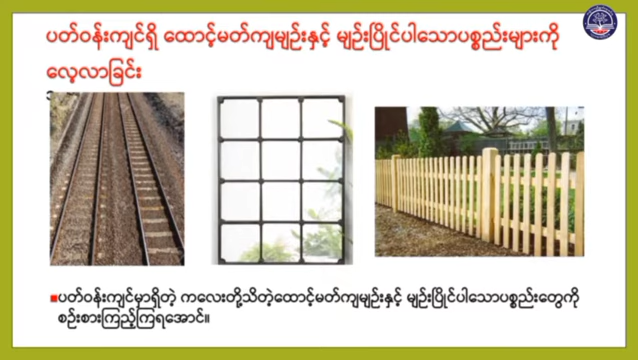 ပတ်ဝန်းကျင်ရှိ ထောင့်မတ်ကျမျဉ်းနှင့် မျဉ်းပြိုင်ပါသောပစ္စည်းများကို
လေ့လာခြင်း
■ပတ်ဝန်းကျင်မှာရှိတဲ့ ကလေးတို့သိတဲ့ထောင့်မတ်ကျမျဉ်းနှင့် မျဉ်းပြိုင်ပါသောပစ္စည်းတွေကို
စဉ်းစားကြည့်ကြရအောင်။